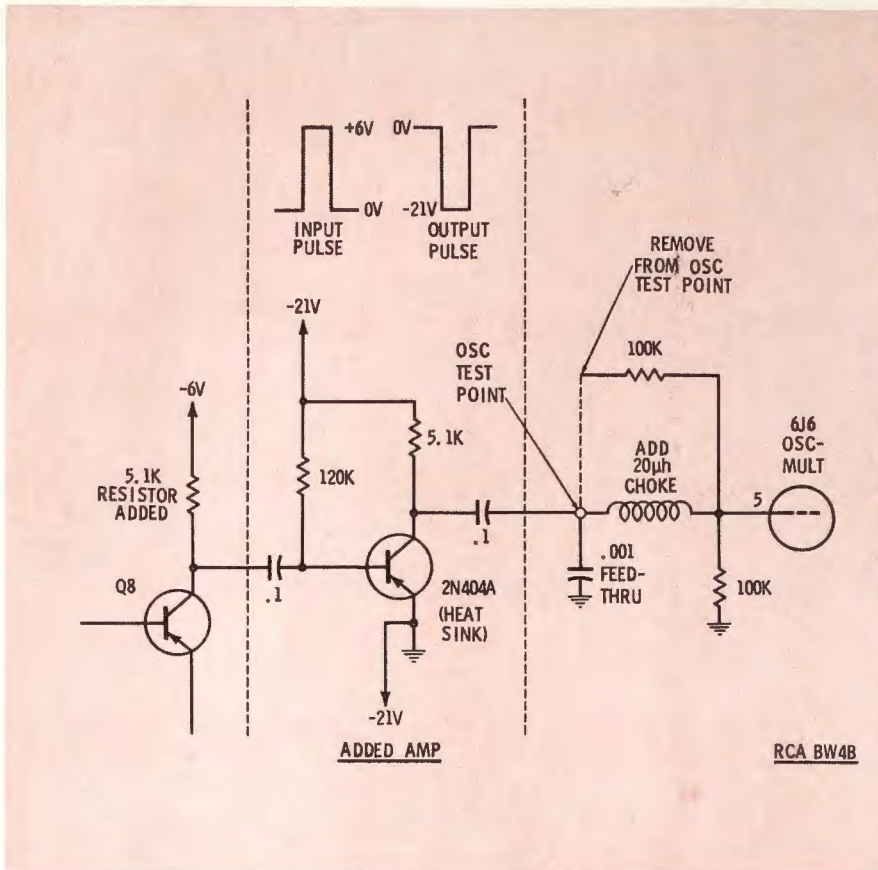 +6V
0V
INPUT
PULSE
0V
-21V
OUTPUT
PULSE
REMOVE
FROM OSC
TEST POINT
-21V
OSC
TEST
POINT
100K
-6V
5.1K
RESISTOR
ADDED
120K
5.1K
ADD
20µh
CHOKE
6J6
OSC-
MULT
5
Q8
.1
.1
2N404A
(HEAT
SINK)
.001
FEED-
THRU
100K
-21V
ADDED AMP
RCA BW4B